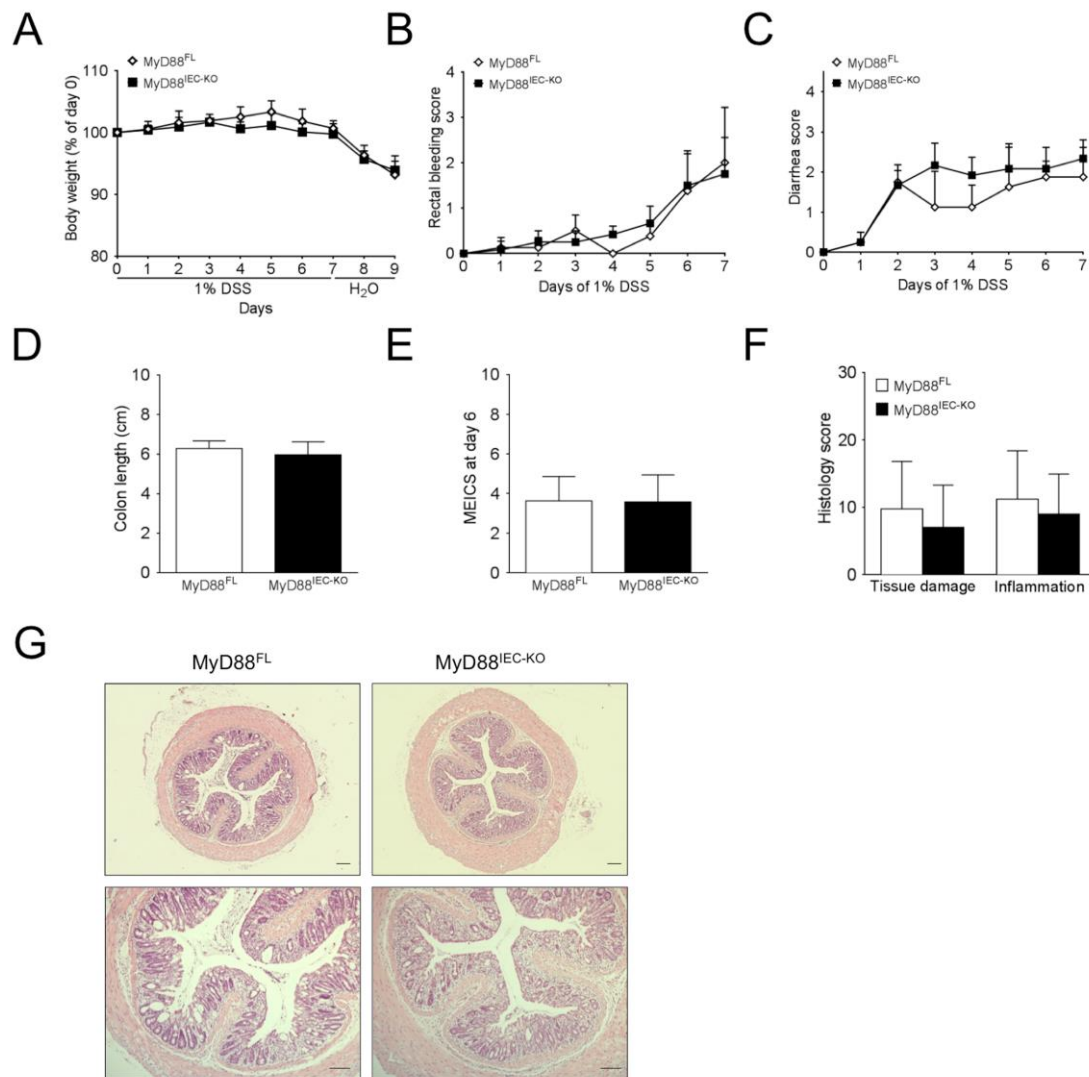 A
MyD88FL
MyD88IEC-KO
Body weight (% of day 0)
110
100
90
80
0 1 2 3 4 5 6 7 8 9
1% DSS H2O
Days
B
MyD88FL
MyD88IEC-KO
Rectal bleeding score
4
3
2
1
0
0 1 2 3 4 5 6 7
Days of 1% DSS
C
MyD88FL
MyD88IEC-KO
Diarrhea score
4
3
2
1
0
0 1 2 3 4 5 6 7
Days of 1% DSS
D
Colon length (cm)
10
8
6
4
2
0
MyD88FL MyD88IEC-KO
E
MEICS at day 6
10
8
6
4
2
0
MyD88FL MyD88IEC-KO
F
MyD88FL
MyD88IEC-KO
Histology score
30
20
10
0
Tissue damage Inflammation
G
MyD88FL MyD88IEC-KO